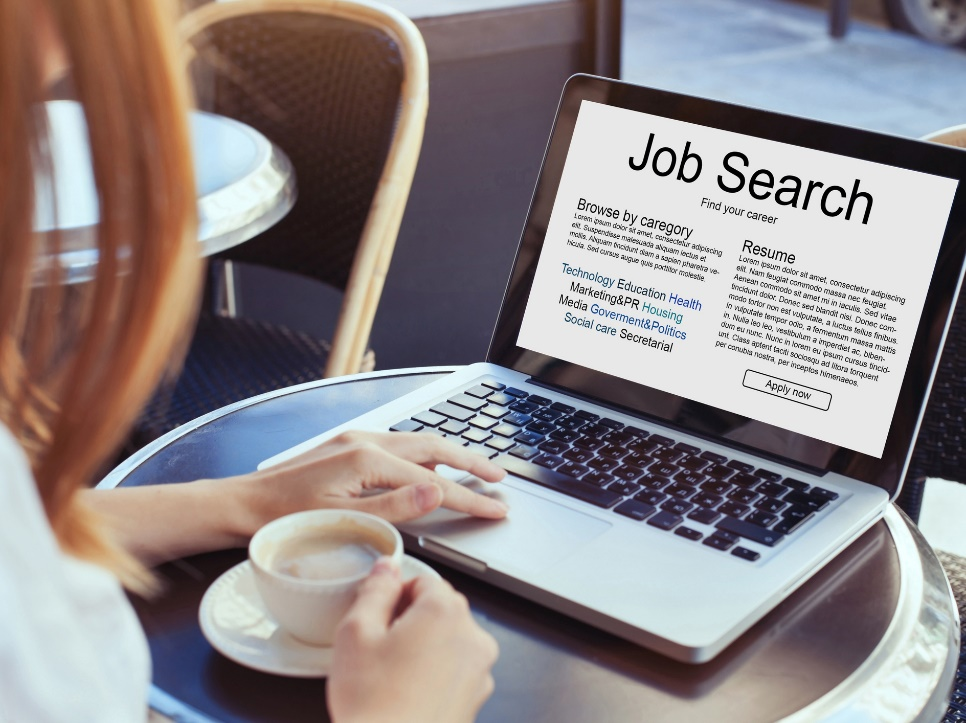 Job Search
Find your career
Browse by caregory
Lorem ipsum dolor sit amet, consectetur adipiscing
elit. Suspendisse malesuada aliquam lectus et
mollis. Aliquam tincidunt diam a sapien pharetra ve-
hicula. Sed cursus augue quis porttitor molestie.
Technology Education Health
Marketing&PR Housing
Media Goverment&Politics
Social care Secretarial
Resume
Lorem ipsum dolor sit amet, consectetur adipiscing
elit. Nam feugiat commodo massa nec feugiat.
Aenean commodo sit amet mi in iaculis. Sed vitae
tincidunt dolor. Donec sed blandit nisi. Donec com-
modo tortor non est vulputate, a luctus tellus finibus.
In vulputate tempor odio, a fermentum massa mattis
in. Nulla leo leo, vestibulum a imperdiet ac, biben-
dum eu nunc. Nunc in lorem eu ipsum cursus tincid-
unt. Class aptent taciti sociosqu ad litora torquent
per conubia nostra, per inceptos himenaeos.
Apply now